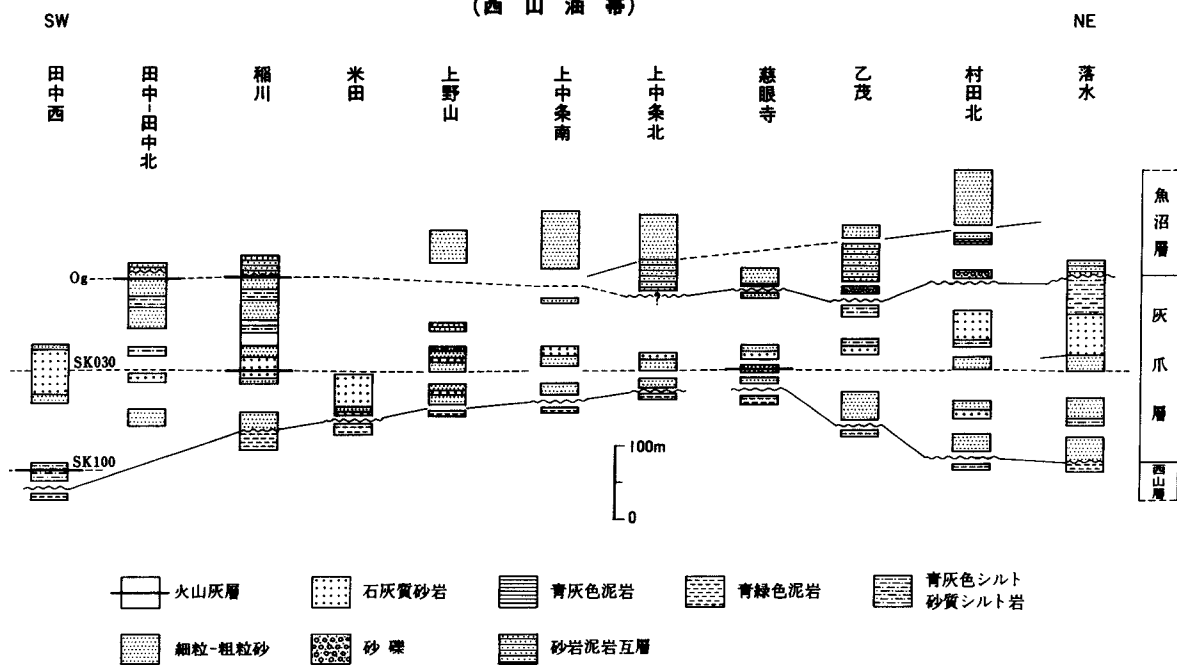 (西山油帯)
SW
NE
田中西
田中-田中北
稲川
米田
上野山
上中条南
上中条北
慈眼寺
乙茂
村田北
落水
Og
SK030
SK100
?
魚沼層
灰爪層
西山層
100m
0
火山灰層
石灰質砂岩
青灰色泥岩
青緑色泥岩
青灰色シルト
砂質シルト岩
細粒-粗粒砂
砂礫
砂岩泥岩互層